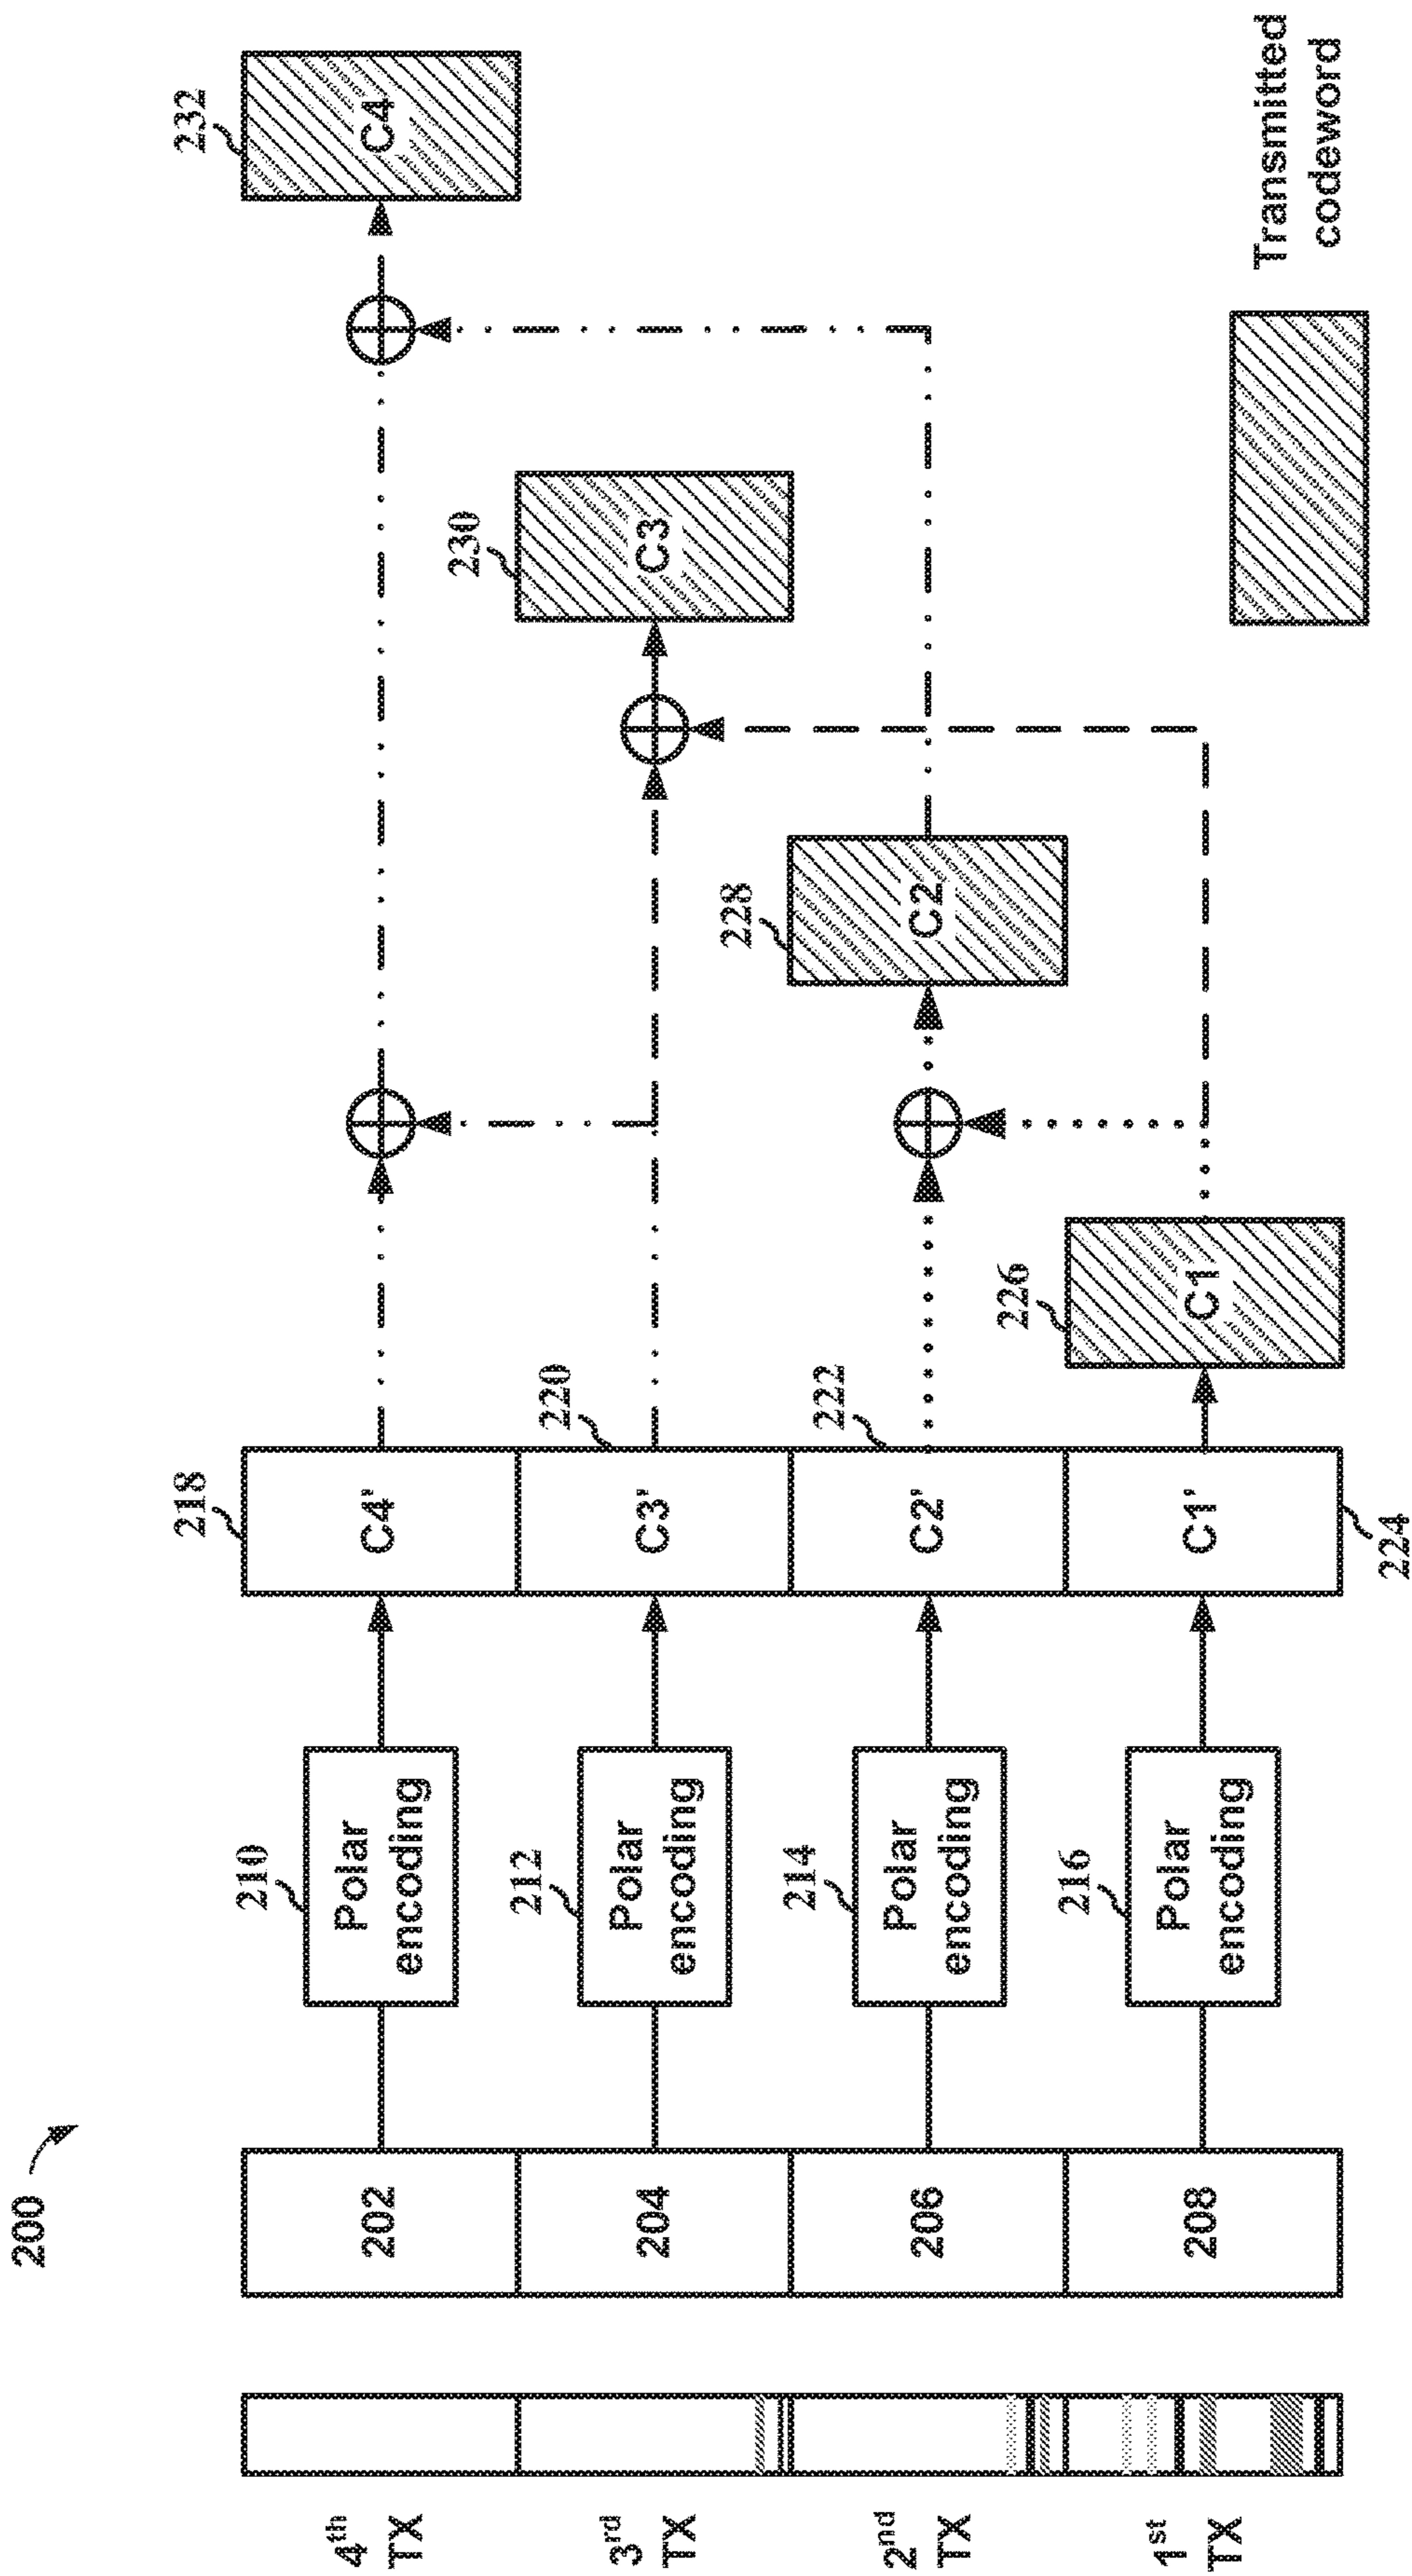 200
4th
TX
3rd
TX
2nd
TX
1st
TX
202
204
206
208
210
Polar
encoding
212
Polar
encoding
214
Polar
encoding
216
Polar
encoding
218
C4'
220
C3'
222
C2'
224
C1'
226
C1
228
C2
230
C3
232
C4
Transmitted
codeword